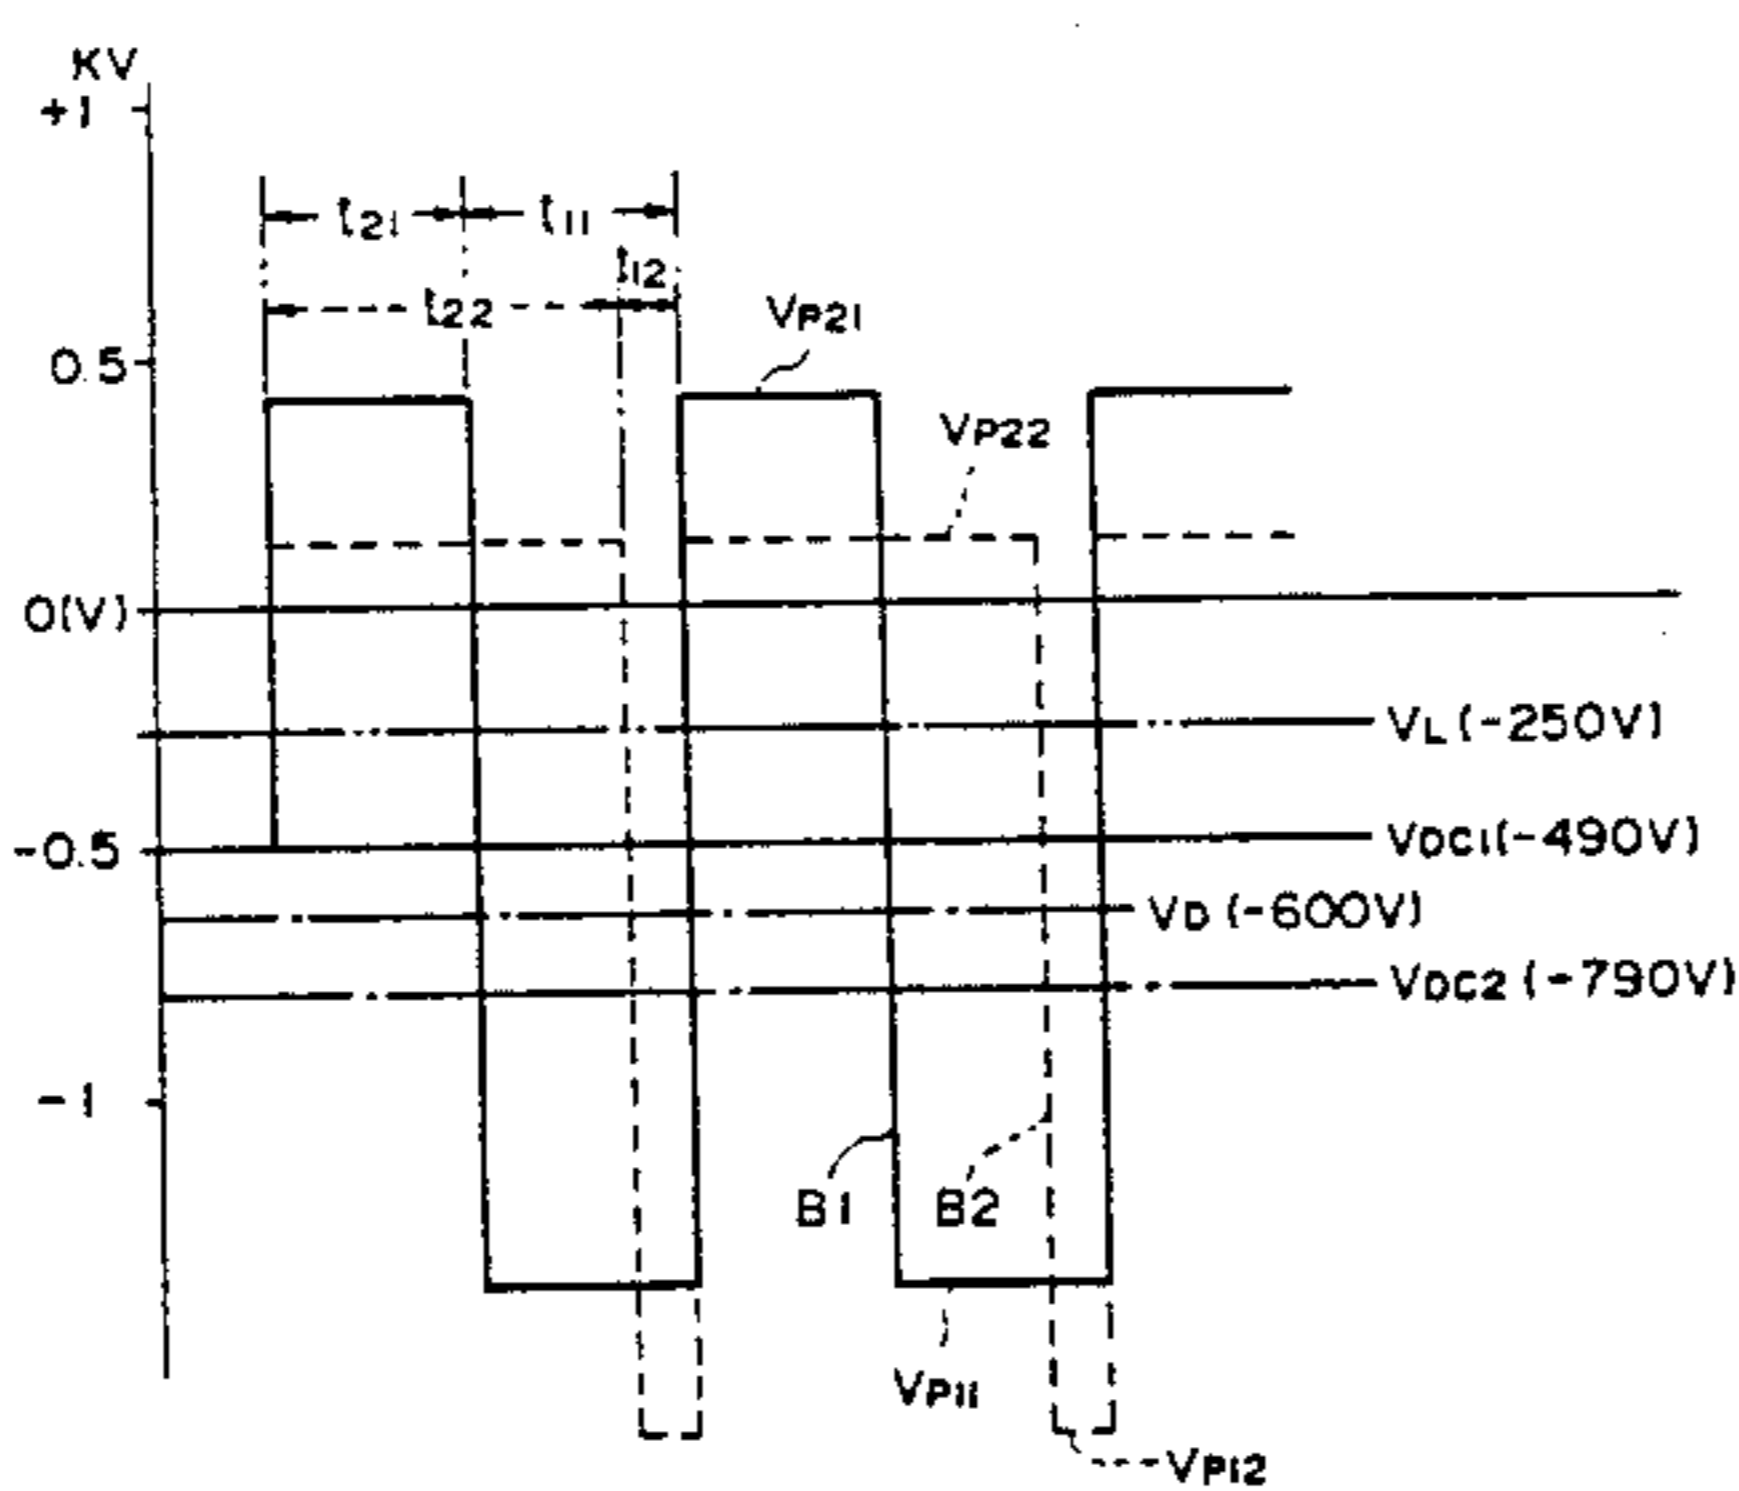 KV
+1
t21
t11
t12
t22
VP21
0.5
VP22
0(V)
VL (-250V)
-0.5
VDC1(-490V)
VD (-600V)
VDC2 (-790V)
-1
B1
B2
VP11
VP12